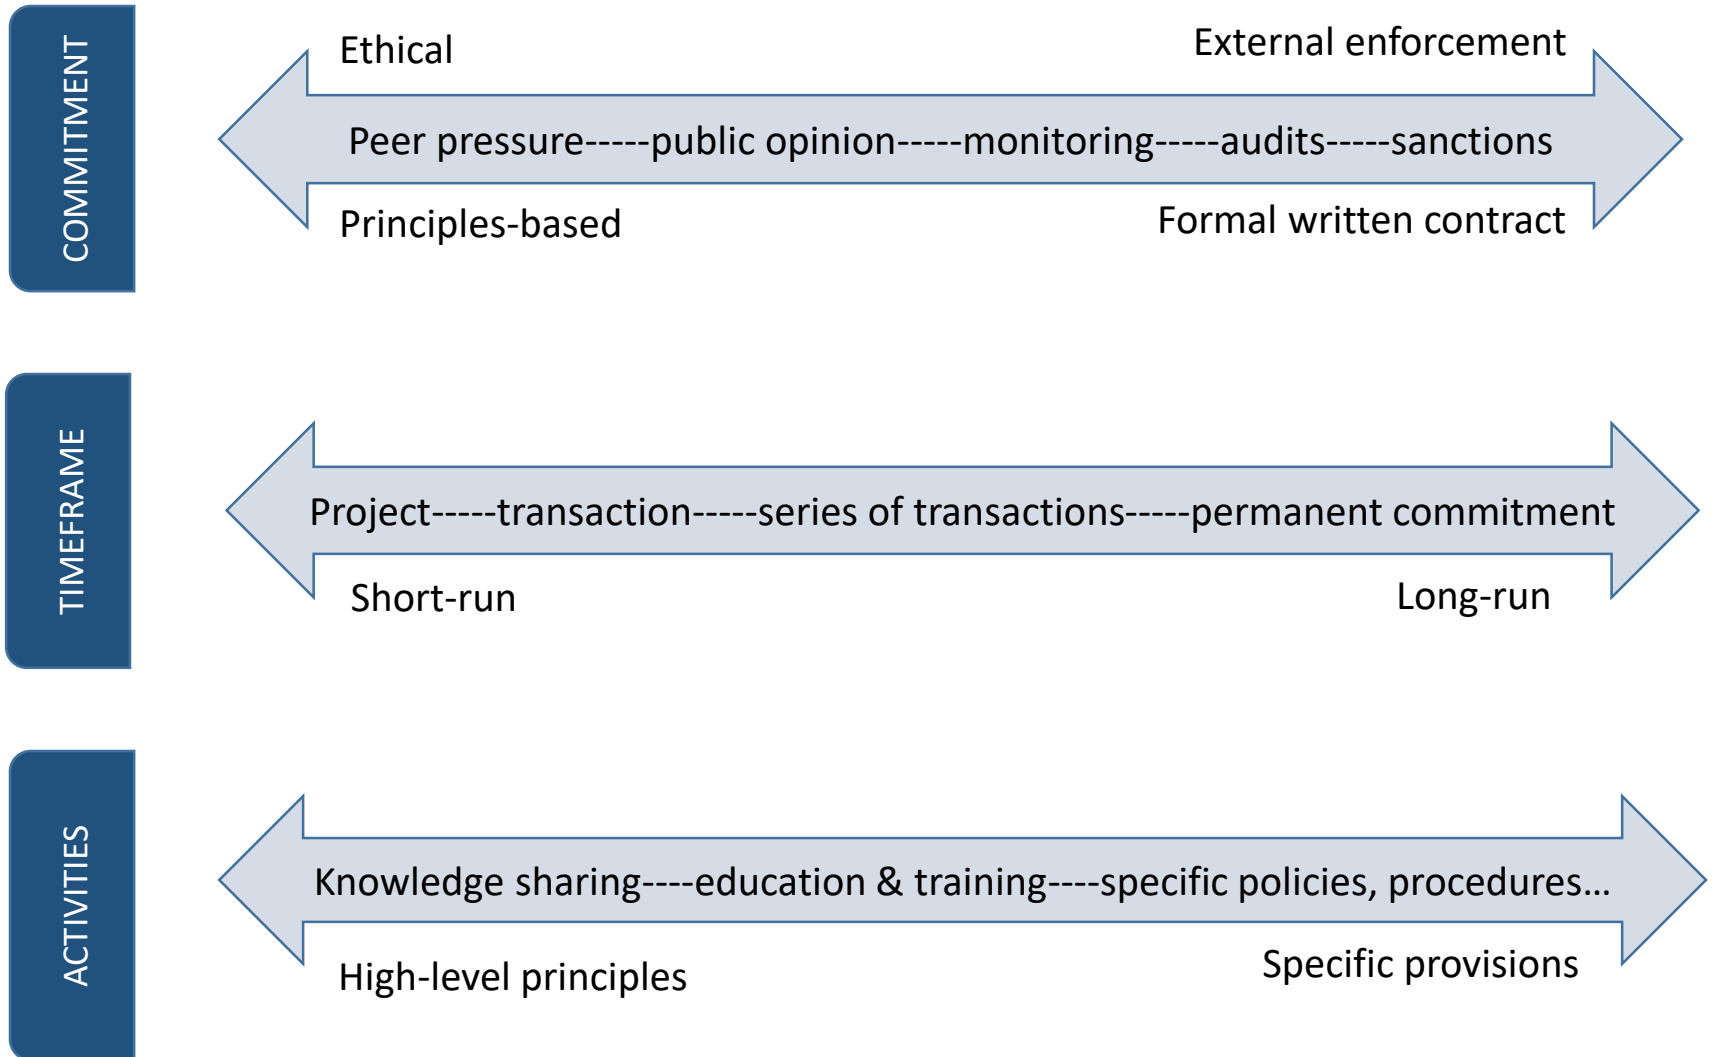 COMMITMENT
Ethical
External enforcement
Peer pressure-----public opinion-----monitoring-----audits-----sanctions
Principles-based
Formal written contract
TIMEFRAME
Project-----transaction-----series of transactions-----permanent commitment
Short-run
Long-run
ACTIVITIES
Knowledge sharing----education & training----specific policies, procedures…
High-level principles
Specific provisions